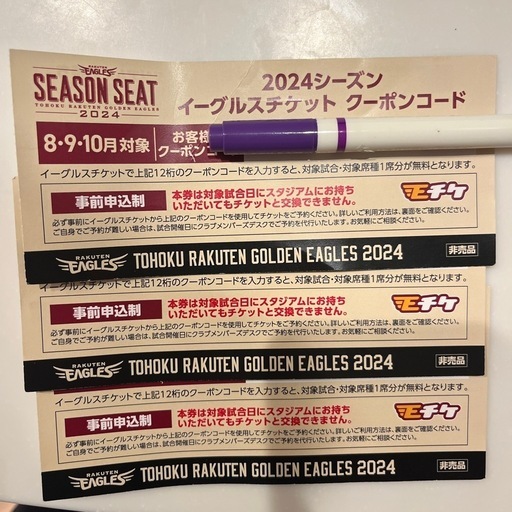 EAGLES
SEASON SEAT
TOHOKU RAKUTEN GOLDEN EAGLES
2024
2024シーズン
イーグルスチケット クーポンコード
8・9・10月対象
お客様
クーポンコ
イーグルスチケットで上記12桁のクーポンコードを入力すると、対象試合・対象席種1席分が無料となります。
事前申込制
本券は対象試合日にスタジアムにお持ち
いただいてもチケットと交換できません。
Eチケ
必ず事前にイーグルスチケットから上記のクーポンコードを使用してチケットをご予約ください。詳しいご利用方法は、裏面をご確認ください。
ご自身でご予約が難しい場合は、試合開催日にクラブメンバーズデスクでご予約を代行いたします。お気軽にご相談ください。
RAKUTEN
EAGLES
TOHOKU RAKUTEN GOLDEN EAGLES 2024
非売品
イーグルスチケットで上記12桁のクーポンコードを入力すると、対象試合・対象席種1席分が無料となります。
事前申込制
本券は対象試合日にスタジアムにお持ち
いただいてもチケットと交換できません。
Eチケ
必ず事前にイーグルスチケットから上記のクーポンコードを使用してチケットをご予約ください。詳しいご利用方法は、裏面をご確認ください。
ご自身でご予約が難しい場合は、試合開催日にクラブメンバーズデスクでご予約を代行いたします。お気軽にご相談ください。
RAKUTEN
EAGLES
TOHOKU RAKUTEN GOLDEN EAGLES 2024
非売品
イーグルスチケットで上記12桁のクーポンコードを入力すると、対象試合・対象席種1席分が無料となります。
事前申込制
本券は対象試合日にスタジアムにお持ち
いただいてもチケットと交換できません。
Eチケ
必ず事前にイーグルスチケットから上記のクーポンコードを使用してチケットをご予約ください。詳しいご利用方法は、裏面をご確認ください。
ご自身でご予約が難しい場合は、試合開催日にクラブメンバーズデスクでご予約を代行いたします。お気軽にご相談ください。
RAKUTEN
EAGLES
TOHOKU RAKUTEN GOLDEN EAGLES 2024
非売品